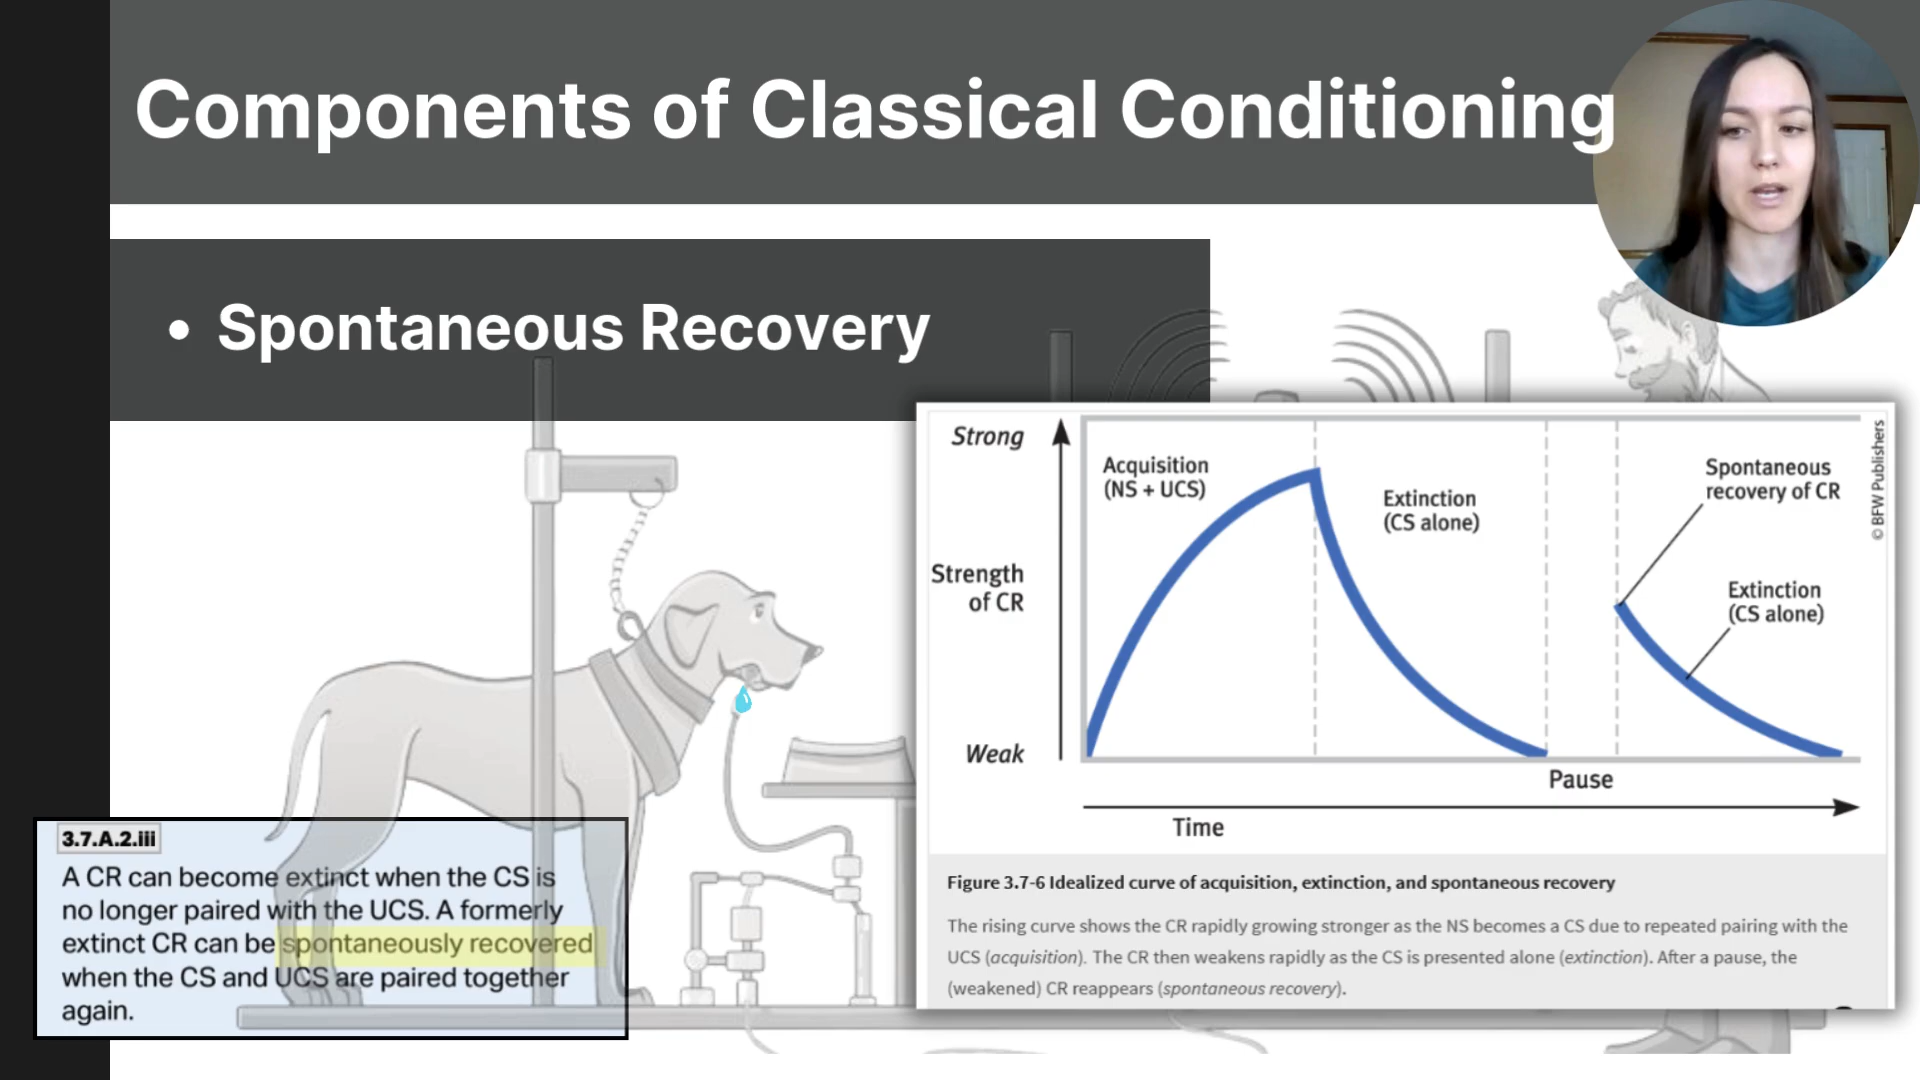 Components of Classical Conditioning
• Spontaneous Recovery
Strong
Acquisition
(NS + UCS)
Extinction
(CS alone)
Spontaneous
recovery of CR
© BFW Publishers
Strength
of CR
Extinction
(CS alone)
Weak
Pause
Time
Figure 3.7-6 Idealized curve of acquisition, extinction, and spontaneous recovery
The rising curve shows the CR rapidly growing stronger as the NS becomes a CS due to repeated pairing with the
UCS (acquisition). The CR then weakens rapidly as the CS is presented alone (extinction). After a pause, the
(weakened) CR reappears (spontaneous recovery).
3.7.A.2.iii
A CR can become extinct when the CS is
no longer paired with the UCS. A formerly
extinct CR can be spontaneously recovered
when the CS and UCS are paired together
again.